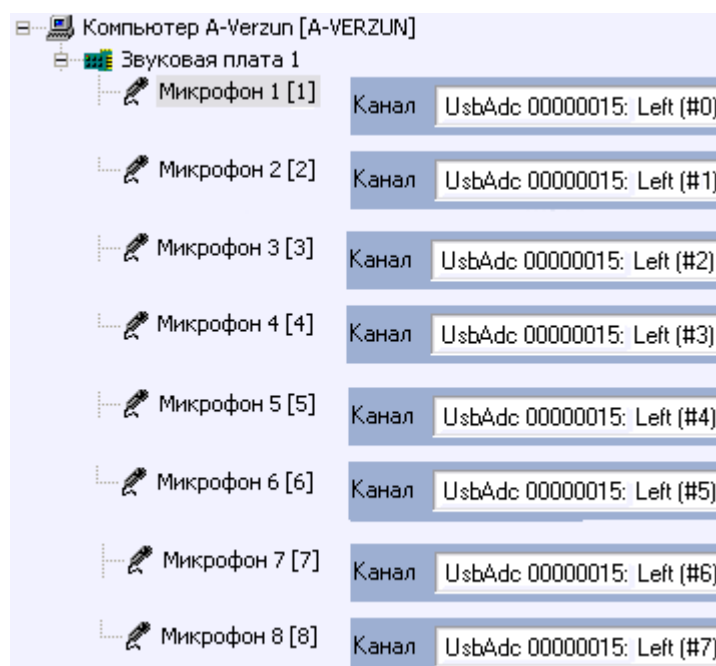 Компьютер A-Verzun [A-VERZUN]
Звуковая плата 1
Микрофон 1 [1] Канал UsbAdc 00000015: Left (#0)
Микрофон 2 [2] Канал UsbAdc 00000015: Left (#1)
Микрофон 3 [3] Канал UsbAdc 00000015: Left (#2)
Микрофон 4 [4] Канал UsbAdc 00000015: Left (#3)
Микрофон 5 [5] Канал UsbAdc 00000015: Left (#4)
Микрофон 6 [6] Канал UsbAdc 00000015: Left (#5)
Микрофон 7 [7] Канал UsbAdc 00000015: Left (#6)
Микрофон 8 [8] Канал UsbAdc 00000015: Left (#7)